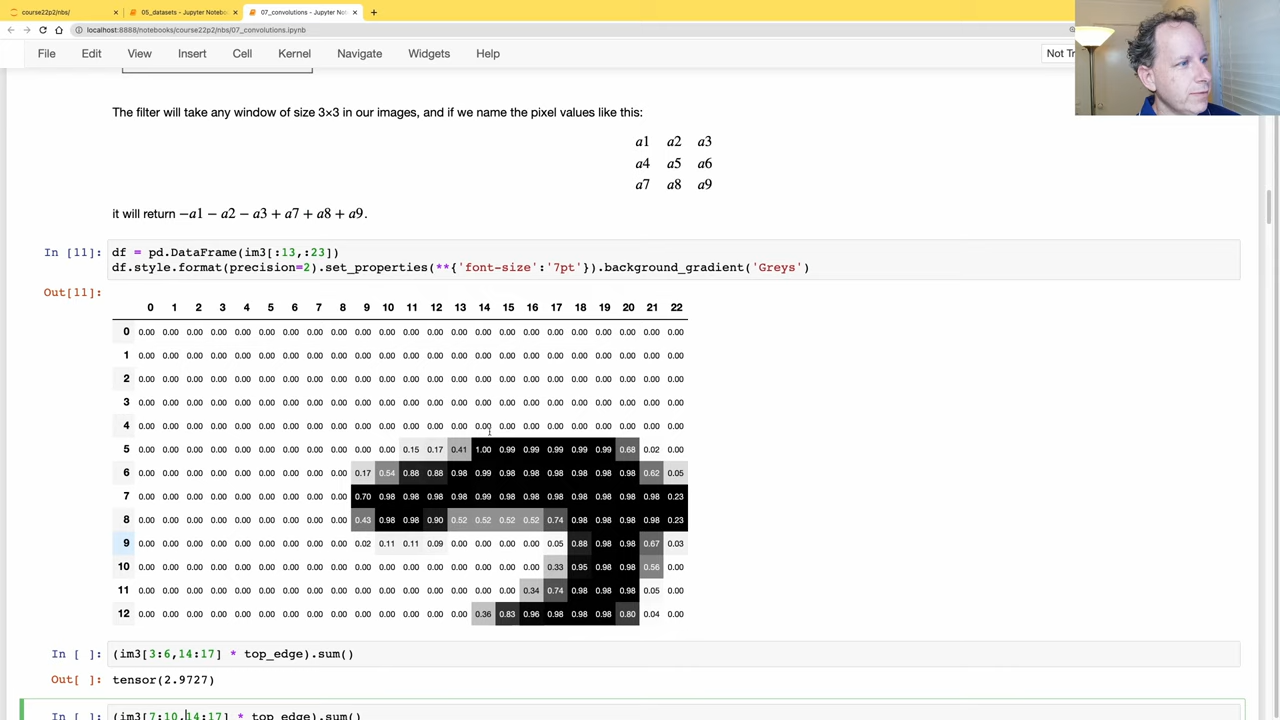 course22p2/nbs/ 05_datasets - Jupyter Noteboo 07_convolutions - Jupyter Note
localhost:8888/notebooks/course22p2/nbs/07_convolutions.ipynb
File Edit View Insert Cell Kernel Navigate Widgets Help Not Tr
The filter will take any window of size 3×3 in our images, and if we name the pixel values like this:
a1 a2 a3
a4 a5 a6
a7 a8 a9
it will return −a1 − a2 − a3 + a7 + a8 + a9.
In [11]: df = pd.DataFrame(im3[:13,:23])
df.style.format(precision=2).set_properties(**{'font-size':'7pt'}).background_gradient('Greys')
Out[11]:
0 1 2 3 4 5 6 7 8 9 10 11 12 13 14 15 16 17 18 19 20 21 22
0 0.00 0.00 0.00 0.00 0.00 0.00 0.00 0.00 0.00 0.00 0.00 0.00 0.00 0.00 0.00 0.00 0.00 0.00 0.00 0.00 0.00 0.00 0.00
1 0.00 0.00 0.00 0.00 0.00 0.00 0.00 0.00 0.00 0.00 0.00 0.00 0.00 0.00 0.00 0.00 0.00 0.00 0.00 0.00 0.00 0.00 0.00
2 0.00 0.00 0.00 0.00 0.00 0.00 0.00 0.00 0.00 0.00 0.00 0.00 0.00 0.00 0.00 0.00 0.00 0.00 0.00 0.00 0.00 0.00 0.00
3 0.00 0.00 0.00 0.00 0.00 0.00 0.00 0.00 0.00 0.00 0.00 0.00 0.00 0.00 0.00 0.00 0.00 0.00 0.00 0.00 0.00 0.00 0.00
4 0.00 0.00 0.00 0.00 0.00 0.00 0.00 0.00 0.00 0.00 0.00 0.00 0.00 0.00 0.00 0.00 0.00 0.00 0.00 0.00 0.00 0.00 0.00
5 0.00 0.00 0.00 0.00 0.00 0.00 0.00 0.00 0.00 0.00 0.00 0.15 0.17 0.41 1.00 0.99 0.99 0.99 0.99 0.99 0.68 0.02 0.00
6 0.00 0.00 0.00 0.00 0.00 0.00 0.00 0.00 0.00 0.17 0.54 0.88 0.88 0.98 0.99 0.98 0.98 0.98 0.98 0.98 0.98 0.62 0.05
7 0.00 0.00 0.00 0.00 0.00 0.00 0.00 0.00 0.00 0.70 0.98 0.98 0.98 0.98 0.99 0.98 0.98 0.98 0.98 0.98 0.98 0.98 0.23
8 0.00 0.00 0.00 0.00 0.00 0.00 0.00 0.00 0.00 0.43 0.98 0.98 0.90 0.52 0.52 0.52 0.52 0.74 0.98 0.98 0.98 0.98 0.23
9 0.00 0.00 0.00 0.00 0.00 0.00 0.00 0.00 0.00 0.02 0.11 0.11 0.09 0.00 0.00 0.00 0.00 0.05 0.88 0.98 0.98 0.67 0.03
10 0.00 0.00 0.00 0.00 0.00 0.00 0.00 0.00 0.00 0.00 0.00 0.00 0.00 0.00 0.00 0.00 0.00 0.33 0.95 0.98 0.98 0.56 0.00
11 0.00 0.00 0.00 0.00 0.00 0.00 0.00 0.00 0.00 0.00 0.00 0.00 0.00 0.00 0.00 0.00 0.34 0.74 0.98 0.98 0.98 0.05 0.00
12 0.00 0.00 0.00 0.00 0.00 0.00 0.00 0.00 0.00 0.00 0.00 0.00 0.00 0.00 0.36 0.83 0.96 0.98 0.98 0.98 0.80 0.04 0.00
In [ ]: (im3[3:6,14:17] * top_edge).sum()
Out[ ]: tensor(2.9727)
In [ ]: (im3[7:10,14:17] * top_edge).sum()